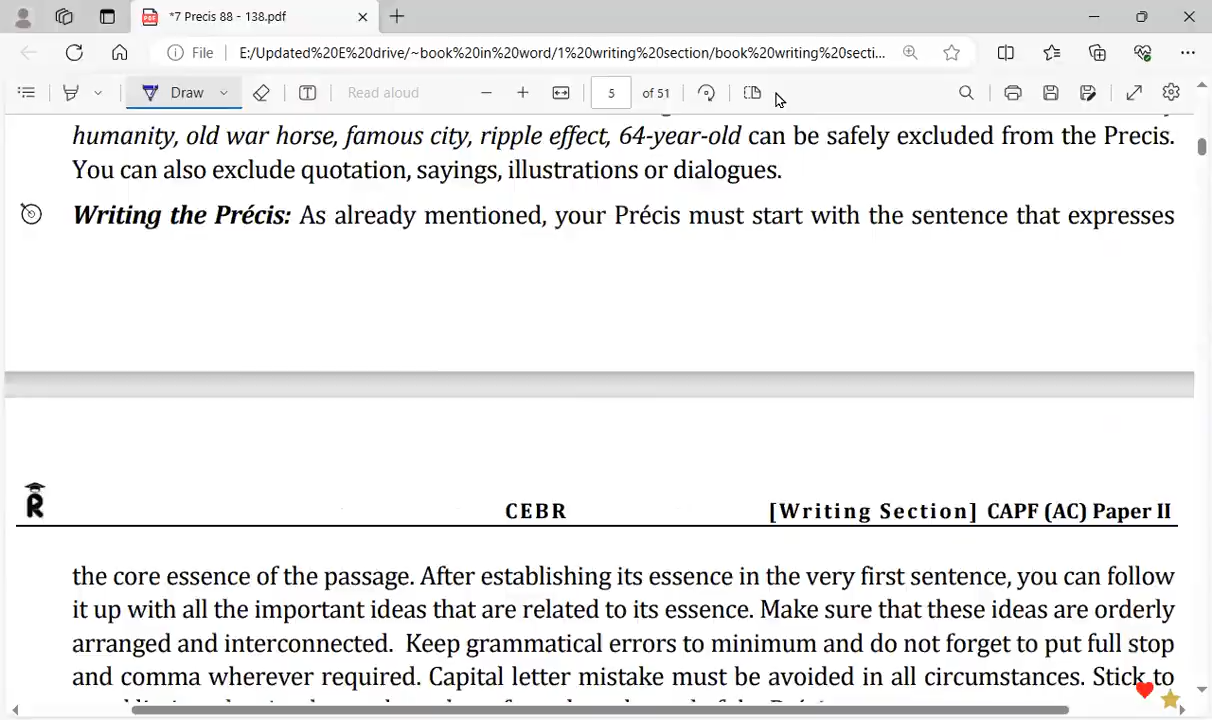 *7 Precis 88 - 138.pdf
File
E:/Updated%20E%20drive/~book%20in%20word/1%20writing%20section/book%20writing%20secti...
Draw
Read aloud
5
of 51
humanity, old war horse, famous city, ripple effect, 64-year-old can be safely excluded from the Precis.
You can also exclude quotation, sayings, illustrations or dialogues.
Writing the Précis: As already mentioned, your Précis must start with the sentence that expresses
R
CEBR
[Writing Section] CAPF (AC) Paper II
the core essence of the passage. After establishing its essence in the very first sentence, you can follow
it up with all the important ideas that are related to its essence. Make sure that these ideas are orderly
arranged and interconnected. Keep grammatical errors to minimum and do not forget to put full stop
and comma wherever required. Capital letter mistake must be avoided in all circumstances. Stick to